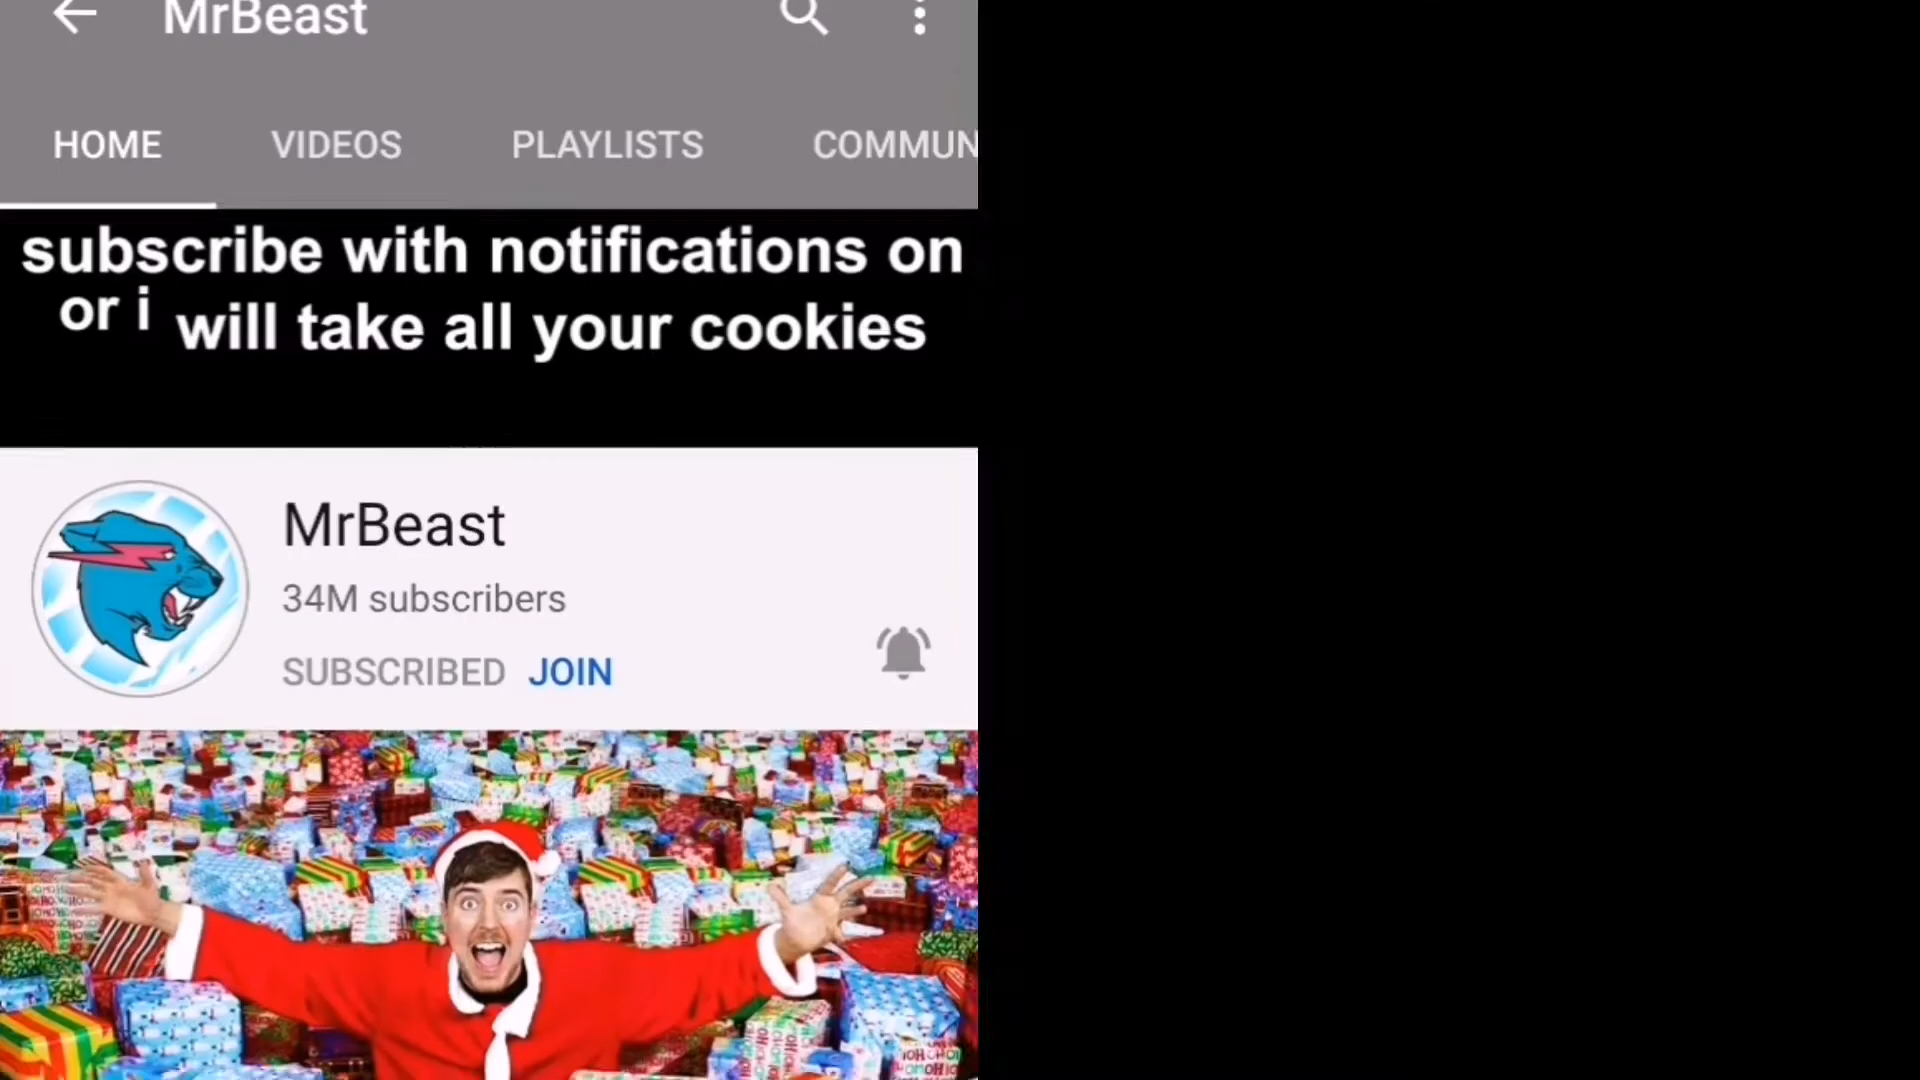 MrBeast
HOME VIDEOS PLAYLISTS COMMUN
subscribe with notifications on
or i will take all your cookies
MrBeast
34M subscribers
SUBSCRIBED JOIN